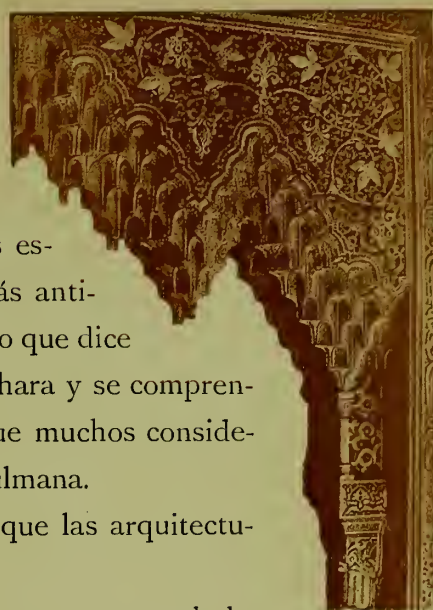 es-
ás anti-
o que dice
hara y se compren-
ue muchos conside-
lmana.
que las arquitectu-